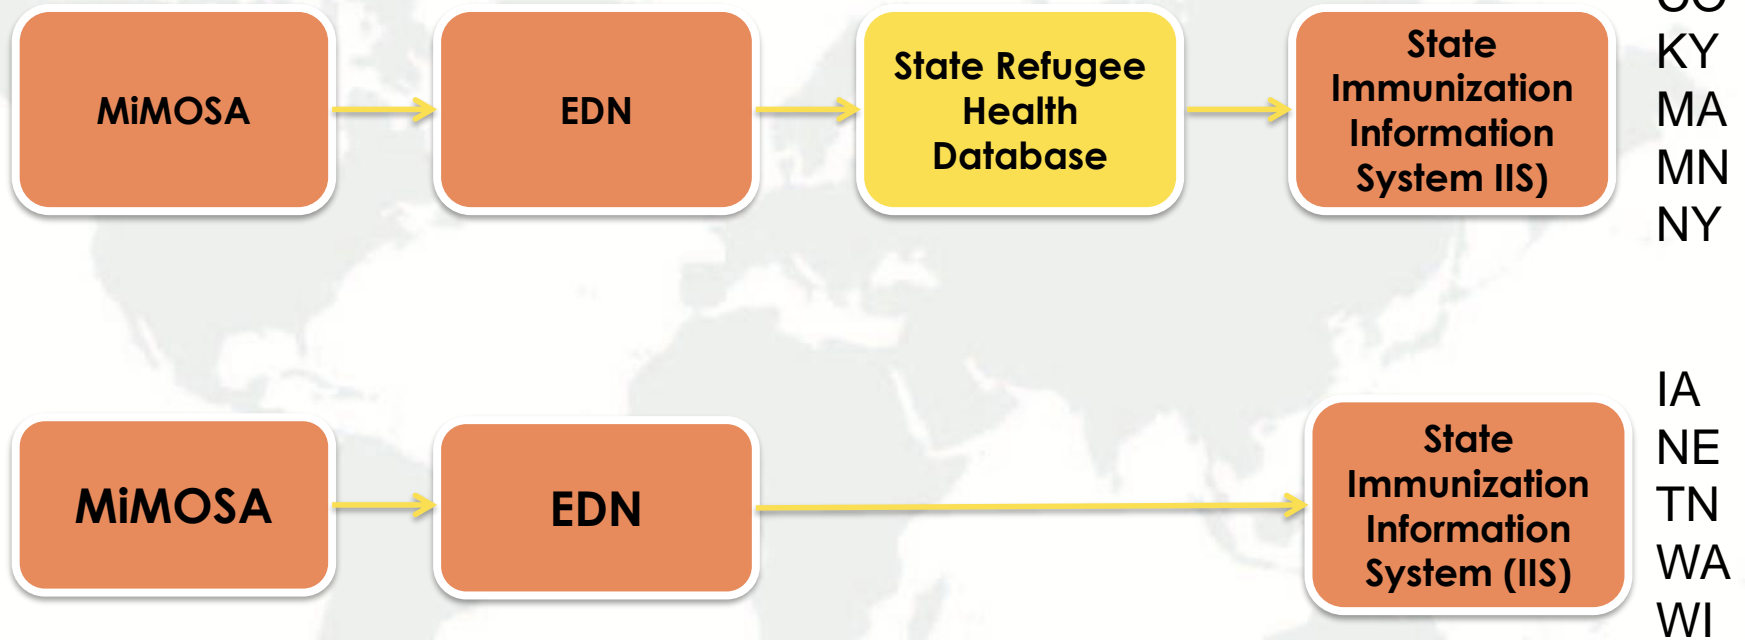 MiMOSA
EDN
State Refugee
Health
Database
State
Immunization
Information
System IIS)
KY
MA
MN
NY
MiMOSA
EDN
State
Immunization
Information
System (IIS)
IA
NE
TN
WA
WI